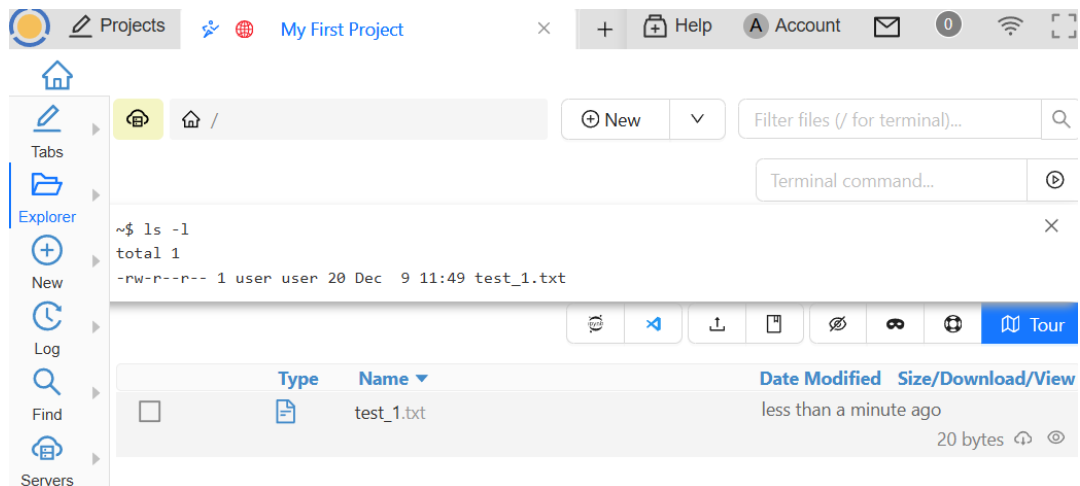 Projects My First Project Help A Account 0
/ New Filter files (/ for terminal)...
Tabs
Terminal command...
Explorer
~$ ls -l
total 1
-rw-r--r-- 1 user user 20 Dec  9 11:49 test_1.txt
New
Tour
Log
Type Name Date Modified Size/Download/View
Find
test_1.txt less than a minute ago
20 bytes
Servers